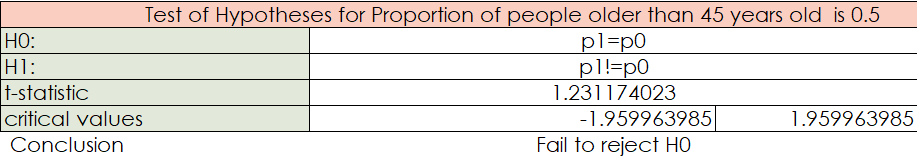 Test of Hypotheses for Proportion of people older than 45 years old is 0.5
H0: p1=p0
H1: p1!=p0
t-statistic 1.231174023
critical values -1.959963985 1.959963985
Conclusion Fail to reject H0